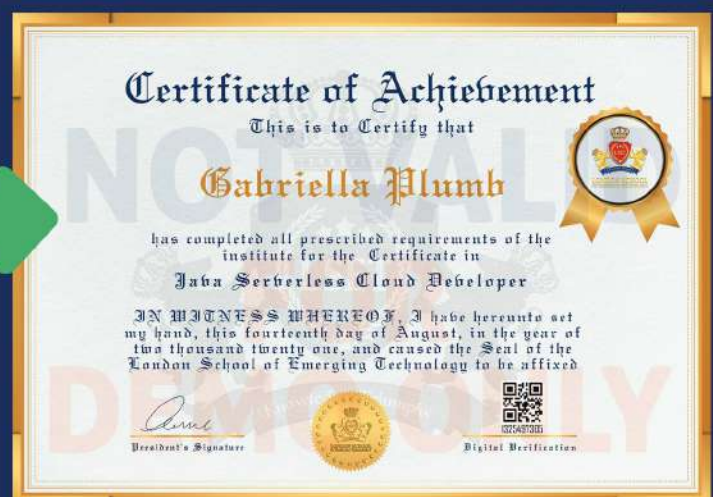 Certificate of Achievement
This is to Certify that
Gabriella Plumb
has completed all prescribed requirements of the
institute for the Certificate in
Java Serverless Cloud Developer
IN WITNESS WHEREOF, I have hereunto set
my hand, this fourteenth day of August, in the year of
two thousand twenty one, and caused the Seal of the
London School of Emerging Technology to be affixed
NOT VALID
FOR
DEMO ONLY
1325497305
President's Signature
Digital Verification